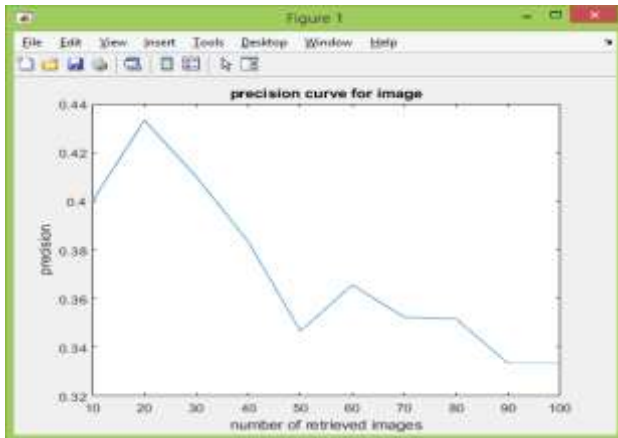 Figure 1
File Edit View Insert Tools Desktop Window Help
precision curve for image
0.44
0.42
0.4
0.38
0.36
0.34
0.32
precision
10 20 30 40 50 60 70 80 90 100
number of retrieved images